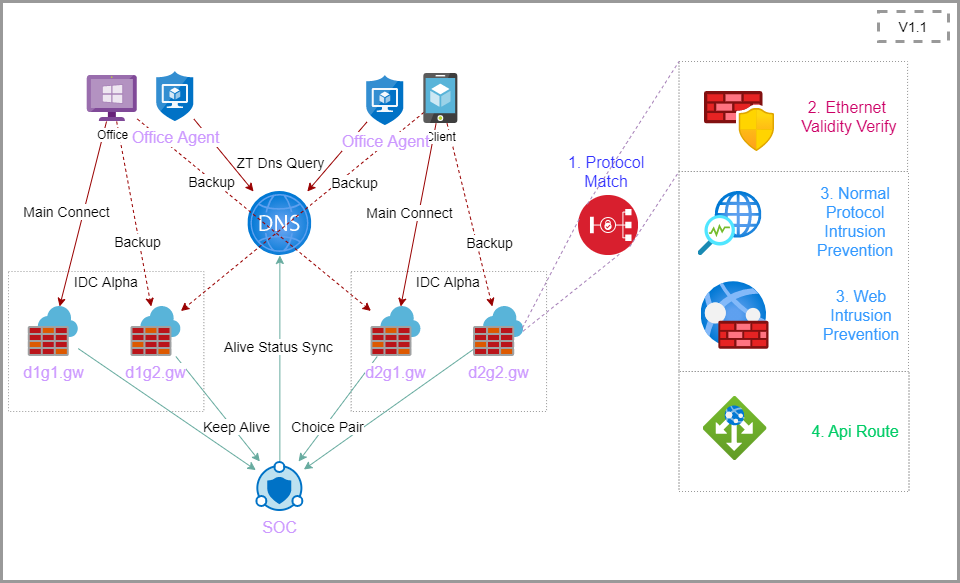 V1.1
Office
Office Agent
Office Agent
Client
ZT Dns Query
Backup
Backup
DNS
Main Connect
Main Connect
Backup
Backup
IDC Alpha
IDC Alpha
d1g1.gw
d1g2.gw
d2g1.gw
d2g2.gw
Alive Status Sync
Keep Alive
Choice Pair
SOC
1. Protocol
Match
2. Ethernet
Validity Verify
3. Normal
Protocol
Intrusion
Prevention
3. Web
Intrusion
Prevention
4. Api Route